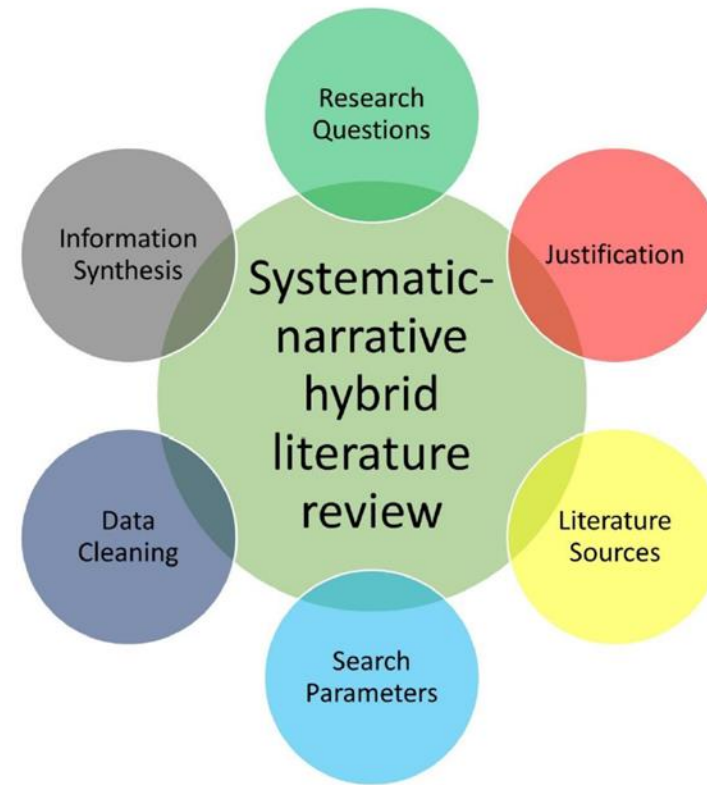 Research
Questions
Justification
Literature
Sources
Search
Parameters
Data
Cleaning
Information
Synthesis
Systematic-
narrative
hybrid
literature
review